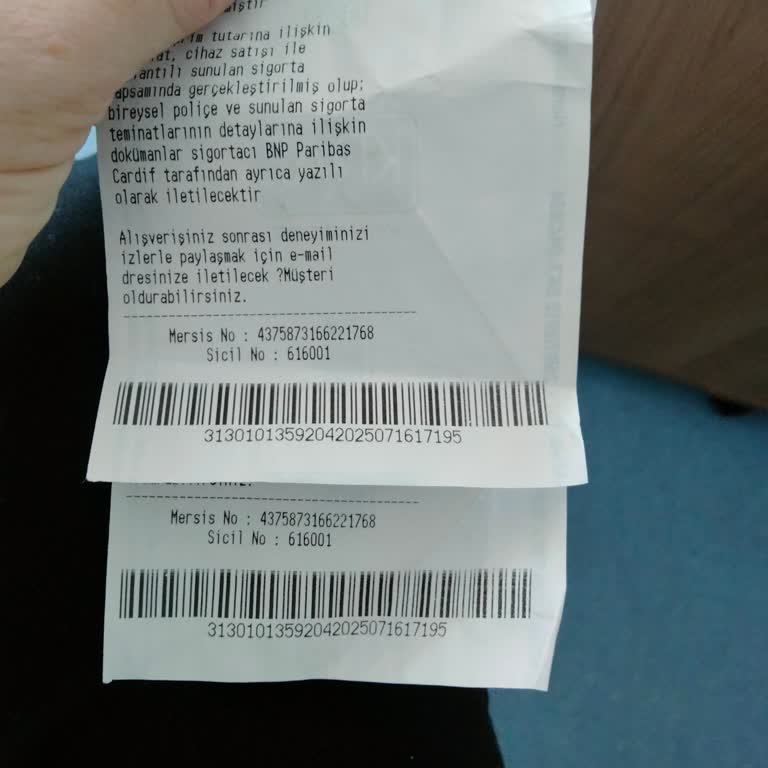 mıştır
tutarına ilişkin
cihaz satışı ile
sunulan sigorta
apsamında gerçekleştirilmiş olup;
bireysel poliçe ve sunulan sigorta
teminatlarının detaylarına ilişkin
dokümanlar sigortacı BNP Paribas
Cardif tarafından ayrıca yazılı
olarak iletilecektir
Alışverişiniz sonrası deneyiminizi
izlerle paylaşmak için e-mail
dresinize iletilecek ?Müşteri
oldurabilirsiniz.
Mersis No : 4375873166221768
Sicil No : 616001
31301013592042025071617195
Mersis No : 4375873166221768
Sicil No : 616001
31301013592042025071617195